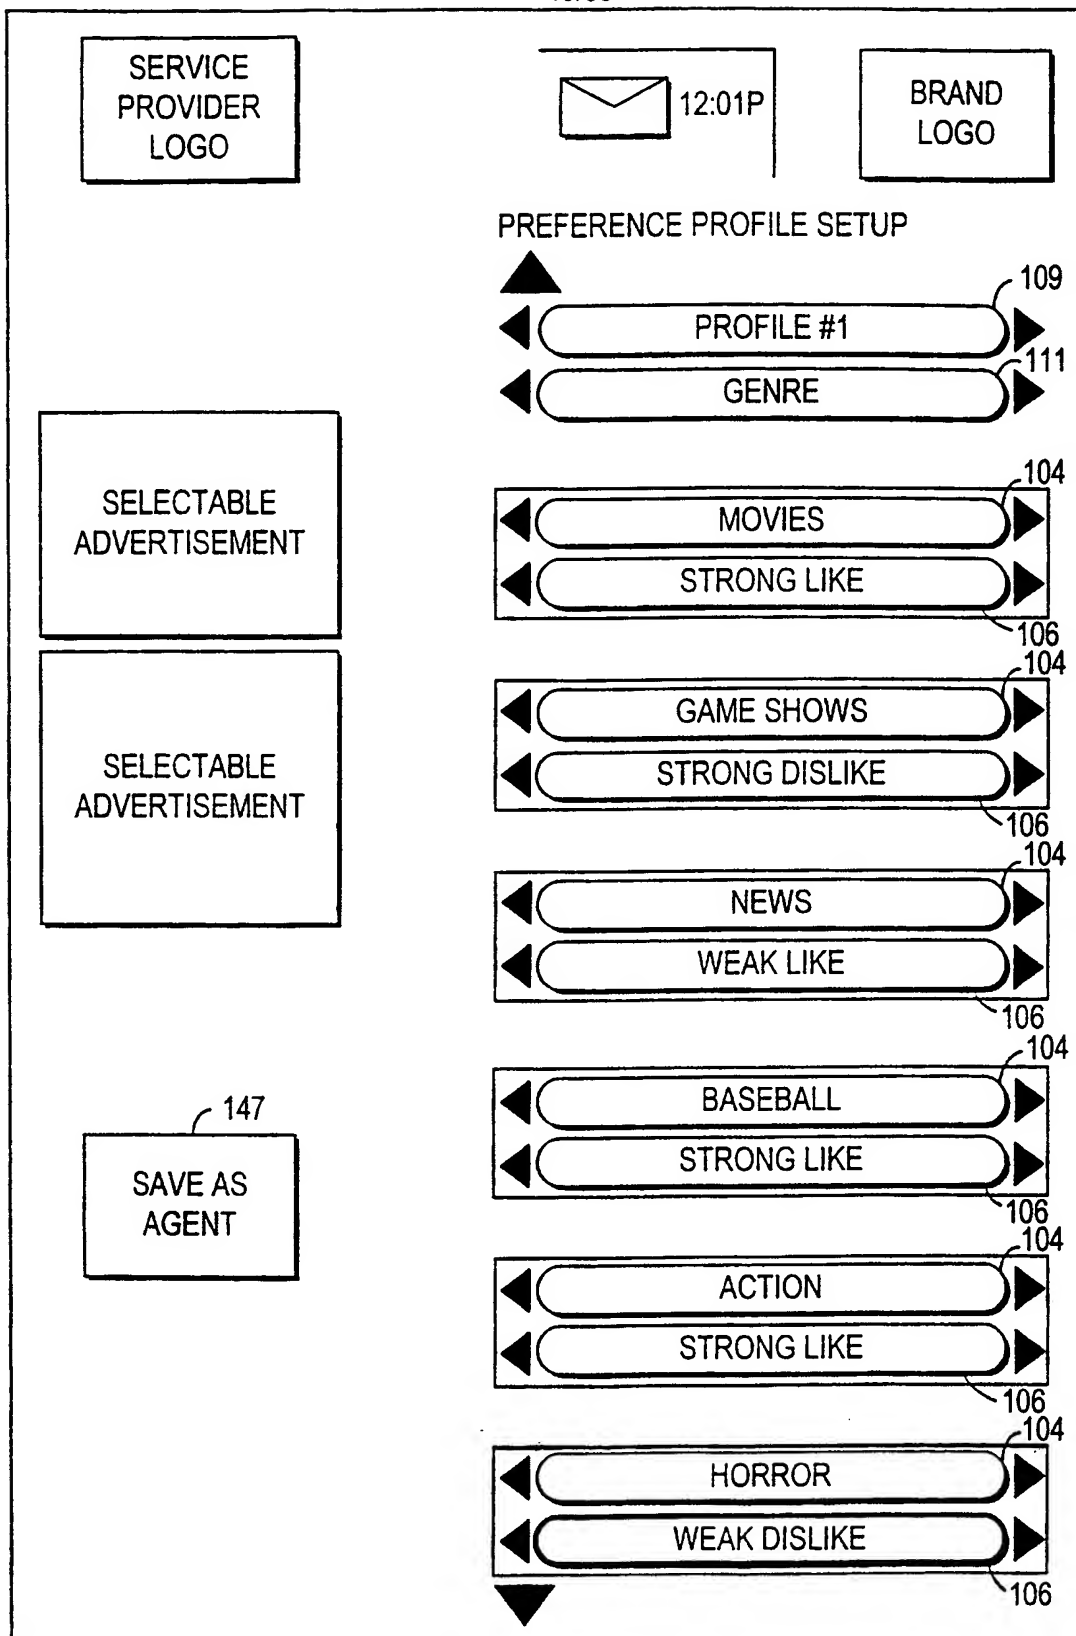 SERVICE
PROVIDER
LOGO
12:01P
BRAND
LOGO
PREFERENCE PROFILE SETUP
109
PROFILE #1
111
GENRE
SELECTABLE
ADVERTISEMENT
104
MOVIES
STRONG LIKE
106
SELECTABLE
ADVERTISEMENT
104
GAME SHOWS
STRONG DISLIKE
106
104
NEWS
WEAK LIKE
106
147
SAVE AS
AGENT
104
BASEBALL
STRONG LIKE
106
104
ACTION
STRONG LIKE
106
104
HORROR
WEAK DISLIKE
106